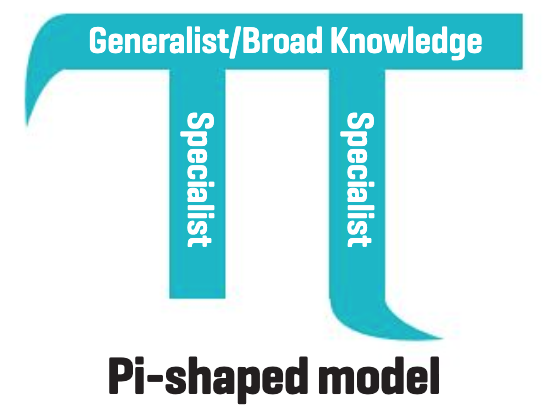 Generalist/Broad Knowledge
Specialist
Specialist
Pi-shaped model